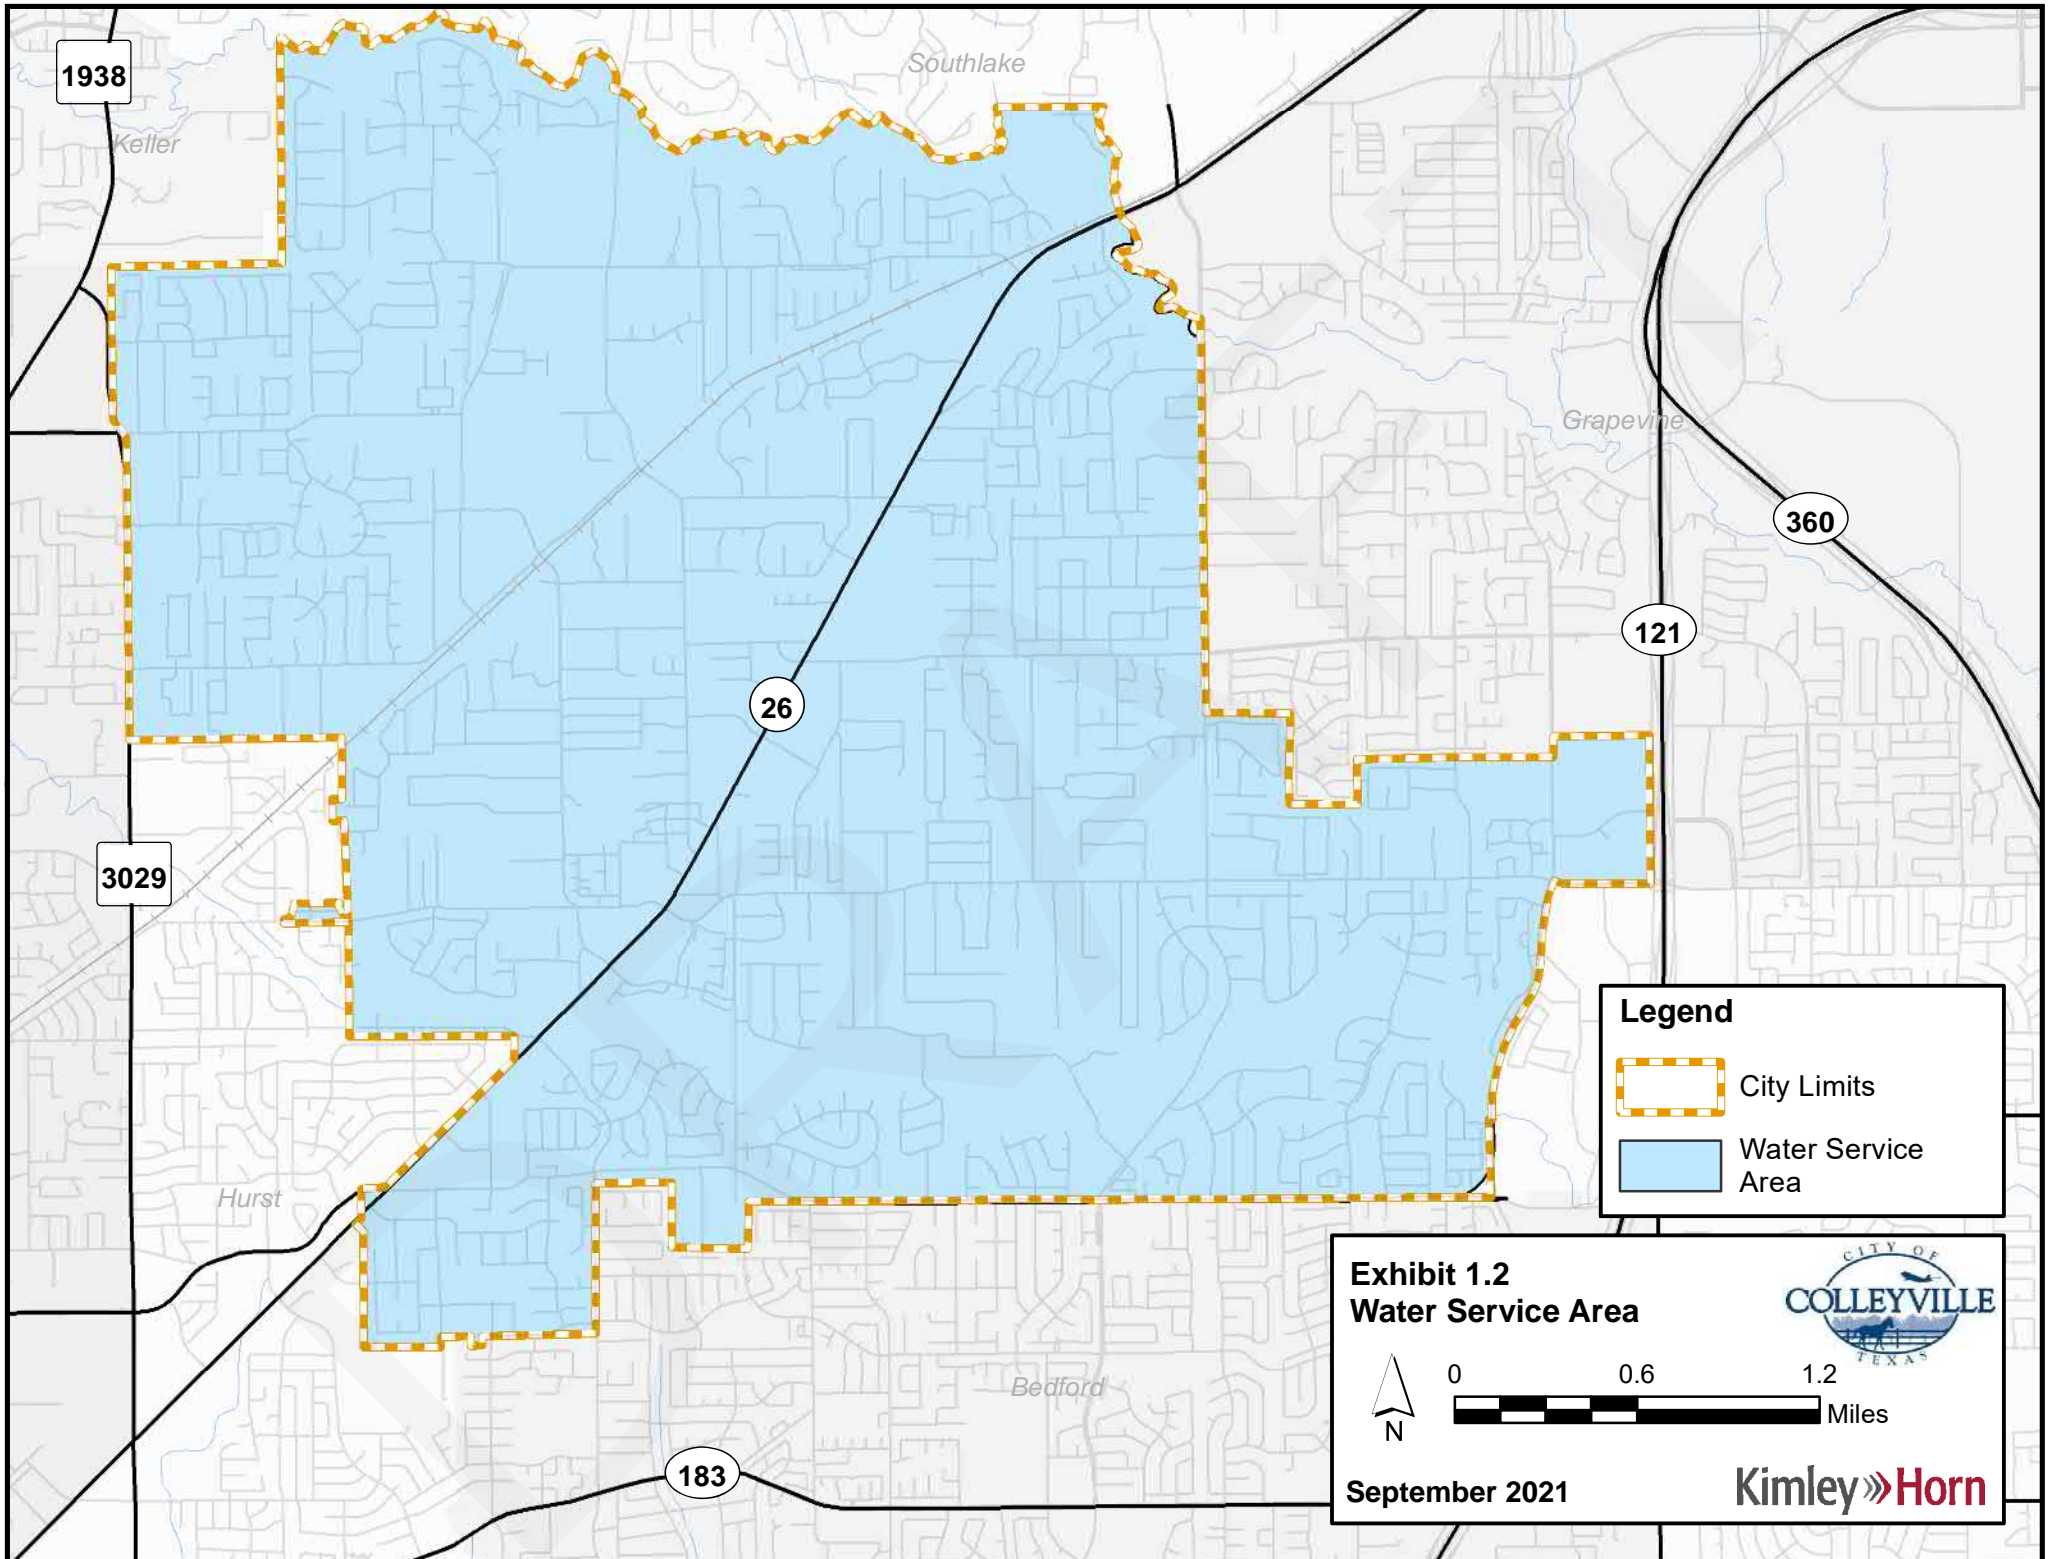 Southlake
1938
Keller
Grapevine
360
121
26
3029
Legend
City Limits
Water Service
Area
Hurst
Exhibit 1.2
Water Service Area
CITY OF
COLLEYVILLE
TEXAS
0 0.6 1.2
Miles
N
Bedford
183
September 2021
Kimley»Horn
DRAFT